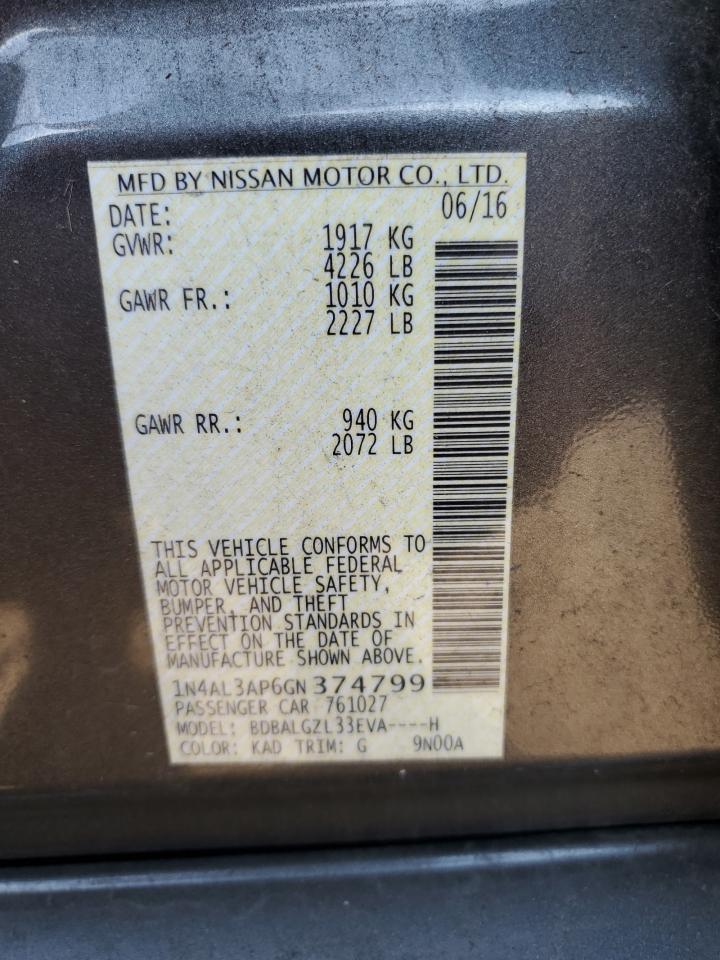 MFD BY NISSAN MOTOR CO., LTD.
DATE: 06/16
GVWR: 1917 KG
4226 LB
GAWR FR.: 1010 KG
2227 LB
GAWR RR.: 940 KG
2072 LB
THIS VEHICLE CONFORMS TO
ALL APPLICABLE FEDERAL
MOTOR VEHICLE SAFETY,
BUMPER, AND THEFT
PREVENTION STANDARDS IN
EFFECT ON THE DATE OF
MANUFACTURE SHOWN ABOVE.
1N4AL3AP6GN374799
PASSENGER CAR 761027
MODEL: BDBALGZL33EVA----H
COLOR: KAD TRIM: G 9N00A